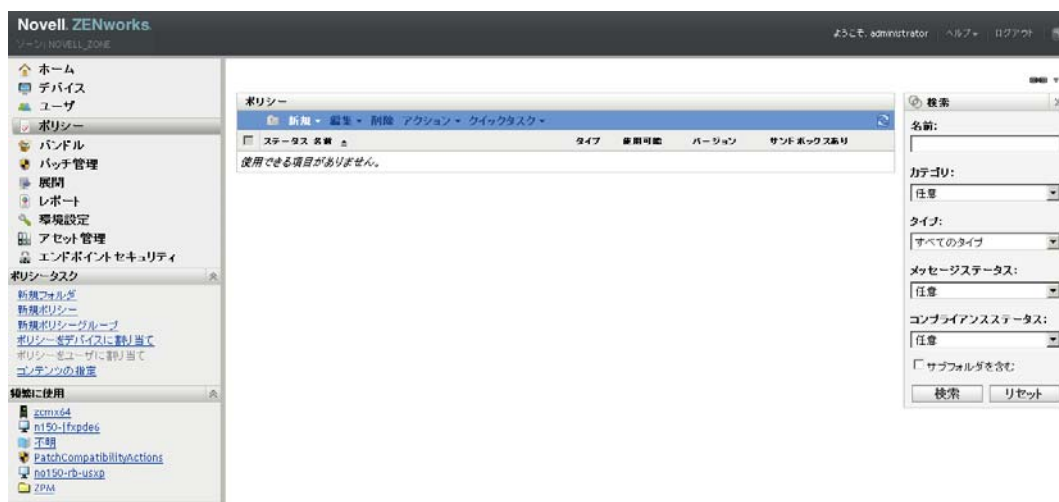 Novell. ZENworks.
ゾーン: NOVELL_ZONE
ようこそ, administrator ヘルプ ログアウト
ホーム
デバイス
ユーザ
ポリシー
バンドル
パッチ管理
展開
レポート
環境設定
アセット管理
エンドポイントセキュリティ
ポリシータスク
新規フォルダ
新規ポリシー
新規ポリシーグループ
ポリシーをデバイスに割り当て
ポリシーをユーザに割り当て
コンテンツの指定
頻繁に使用
zcmx64
n150-jfxpde6
不明
PatchCompatibilityActions
no150-rb-usxp
ZPM
ポリシー
新規 編集 削除 アクション クイックタスク
ステータス 名前 タイプ 使用可能 バージョン サンドボックスあり
使用できる項目がありません。
検索
名前:
カテゴリ:
任意
タイプ:
すべてのタイプ
メッセージステータス:
任意
コンプライアンスステータス:
任意
サブフォルダを含む
検索 リセット